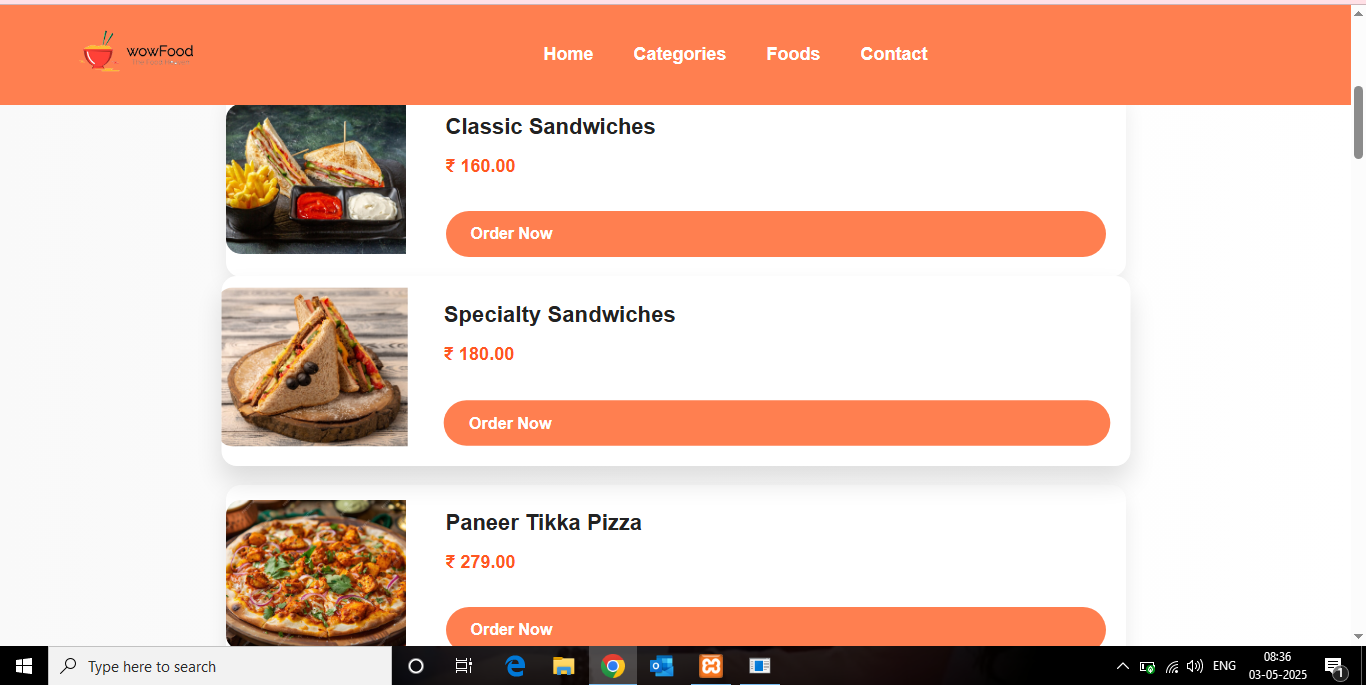 wowFood
Home Categories Foods Contact
Classic Sandwiches
₹ 160.00
Order Now
Specialty Sandwiches
₹ 180.00
Order Now
Paneer Tikka Pizza
₹ 279.00
Order Now
Type here to search
ENG
08:36
03-05-2025
1